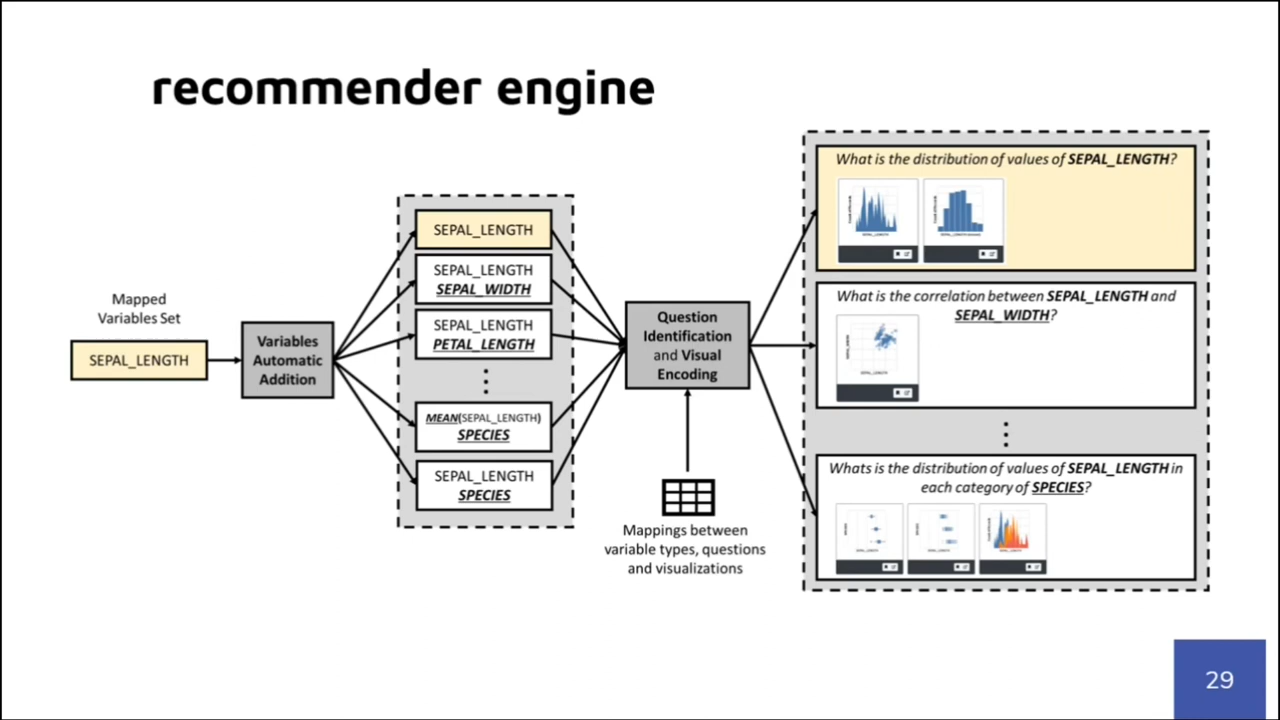 recommender engine
Mapped
Variables Set
SEPAL_LENGTH
Variables
Automatic
Addition
SEPAL_LENGTH
SEPAL_LENGTH
SEPAL_WIDTH
SEPAL_LENGTH
PETAL_LENGTH
MEAN(SEPAL_LENGTH)
SPECIES
SEPAL_LENGTH
SPECIES
Question
Identification
and Visual
Encoding
Mappings between
variable types, questions
and visualizations
What is the distribution of values of SEPAL_LENGTH?
What is the correlation between SEPAL_LENGTH and
SEPAL_WIDTH?
Whats is the distribution of values of SEPAL_LENGTH in
each category of SPECIES?
29